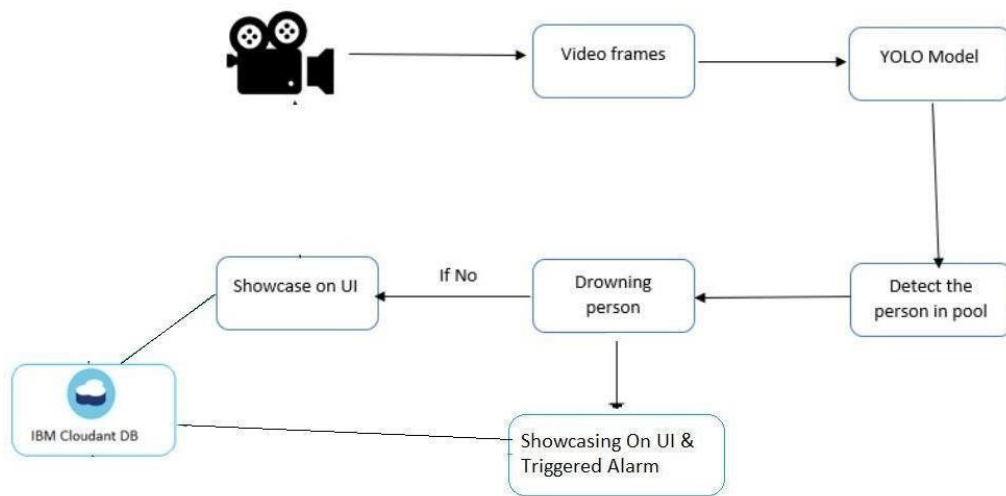 Video frames
YOLO Model
Showcase on UI
If No
Drowning
person
Detect the
person in pool
IBM Cloudant DB
Showcasing On UI &
Triggered Alarm